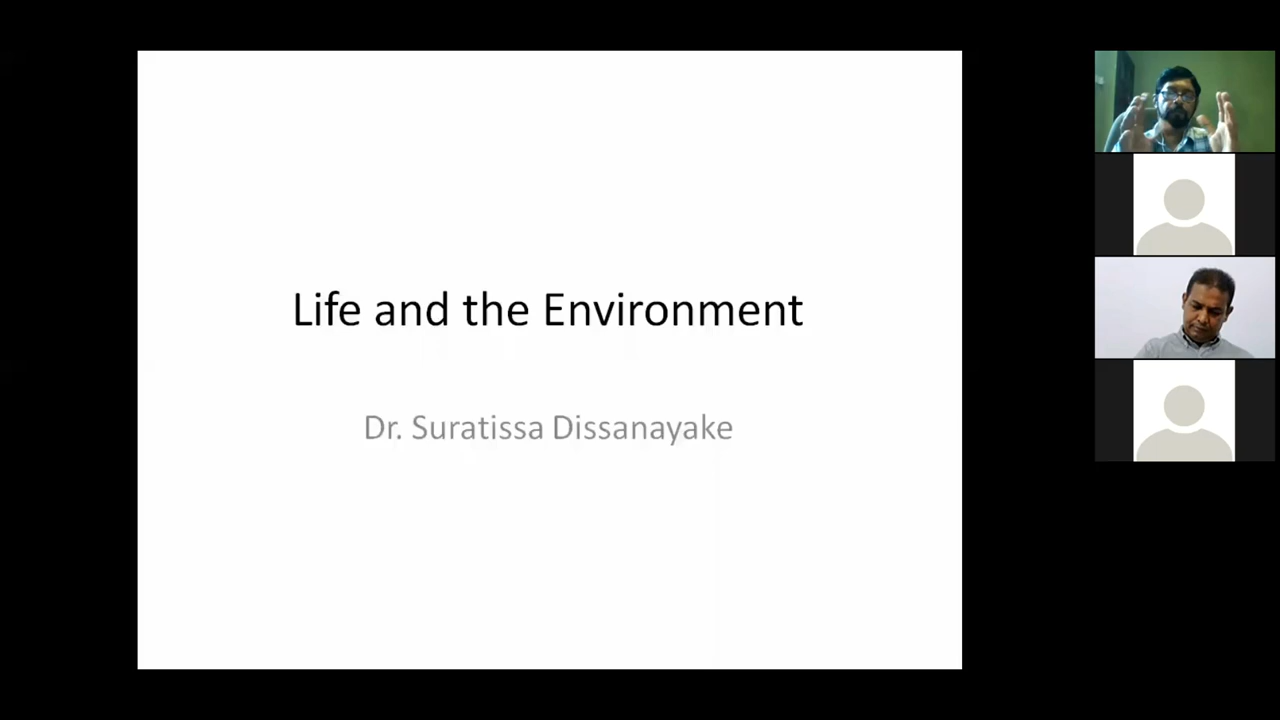 Life and the Environment
Dr. Suratissa Dissanayake